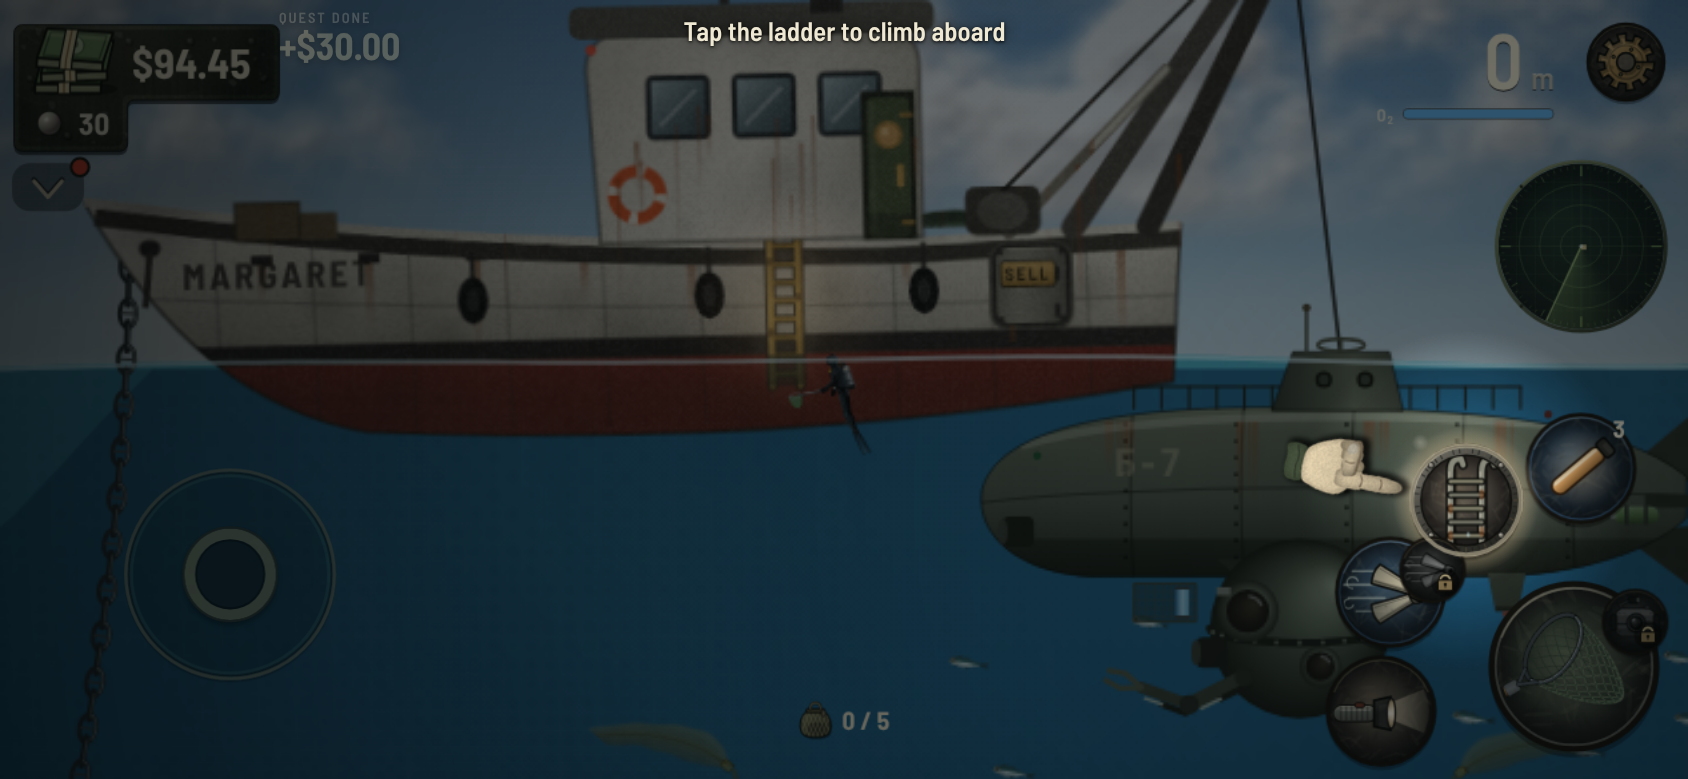 QUEST DONE
+$30.00
Tap the ladder to climb aboard
$94.45
30
0 m
O₂
MARGARET
SELL
3
Б-7
0 / 5